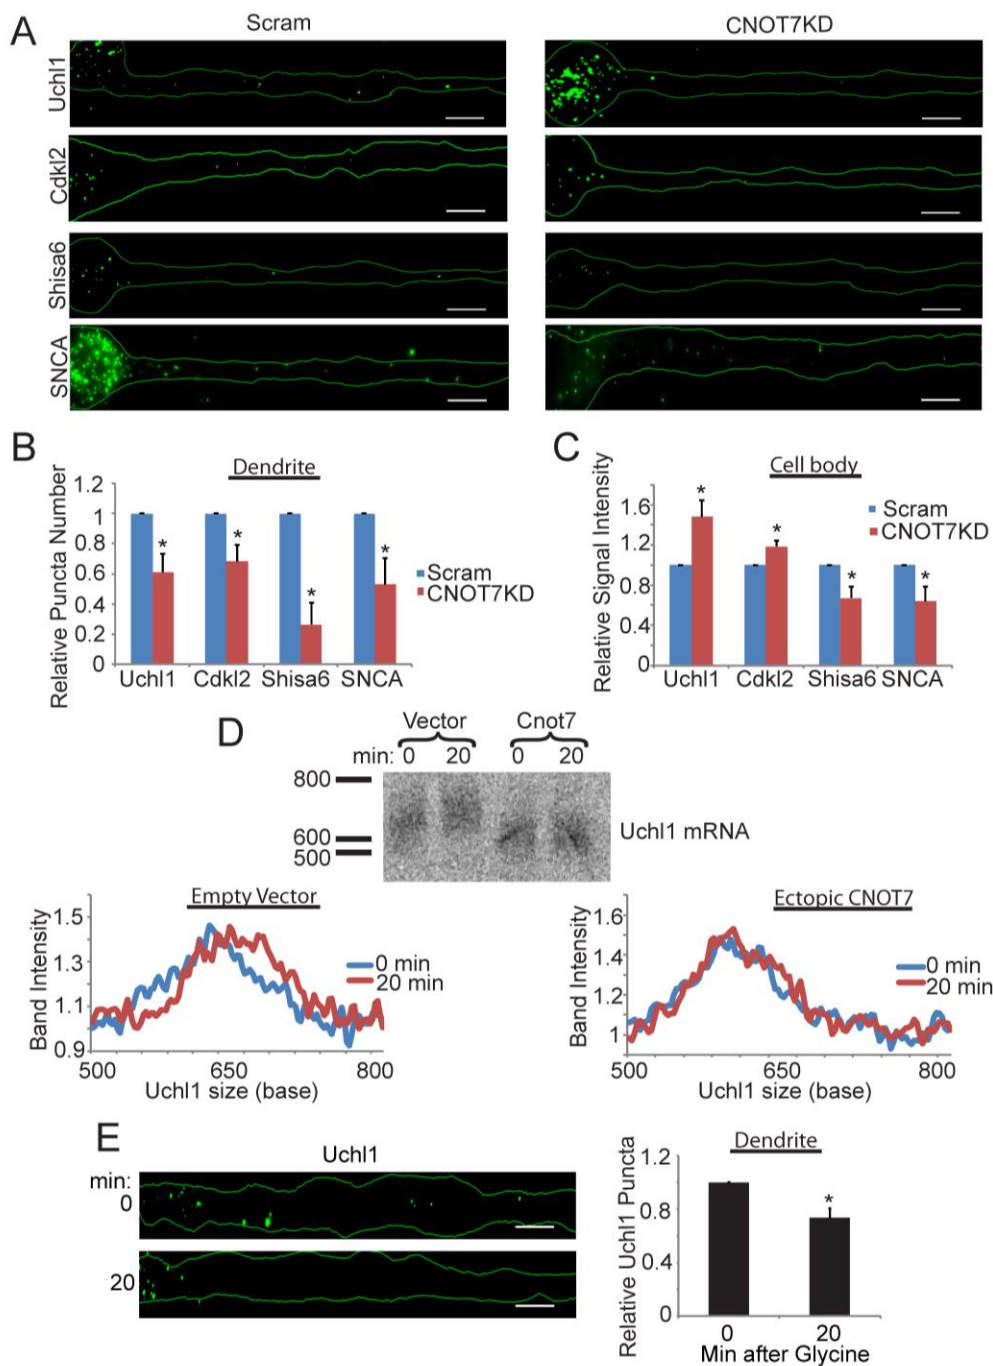 A
Scram
CNOT7KD
Uchl1
Cdkl2
Shisa6
SNCA
B
Dendrite
Relative Puncta Number
1.2
1
0.8
0.6
0.4
0.2
0
*
*
*
*
Scram
CNOT7KD
Uchl1 Cdkl2 Shisa6 SNCA
C
Cell body
Relative Signal Intensity
1.6
1.2
0.8
0.4
0
*
*
*
*
Scram
CNOT7KD
Uchl1 Cdkl2 Shisa6 SNCA
D
Vector Cnot7
min: 0 20 0 20
800
600
500
Uchl1 mRNA
Empty Vector
Band Intensity
1.5
1.3
1.1
0.9
0 min
20 min
500 650 800
Uchl1 size (base)
Ectopic CNOT7
Band Intensity
1.6
1.4
1.2
1
0 min
20 min
500 650 800
Uchl1 size (base)
E
Uchl1
min:
0
20
Dendrite
Relative Uchl1 Puncta
1.2
0.8
0.4
0
*
0 20
Min after Glycine